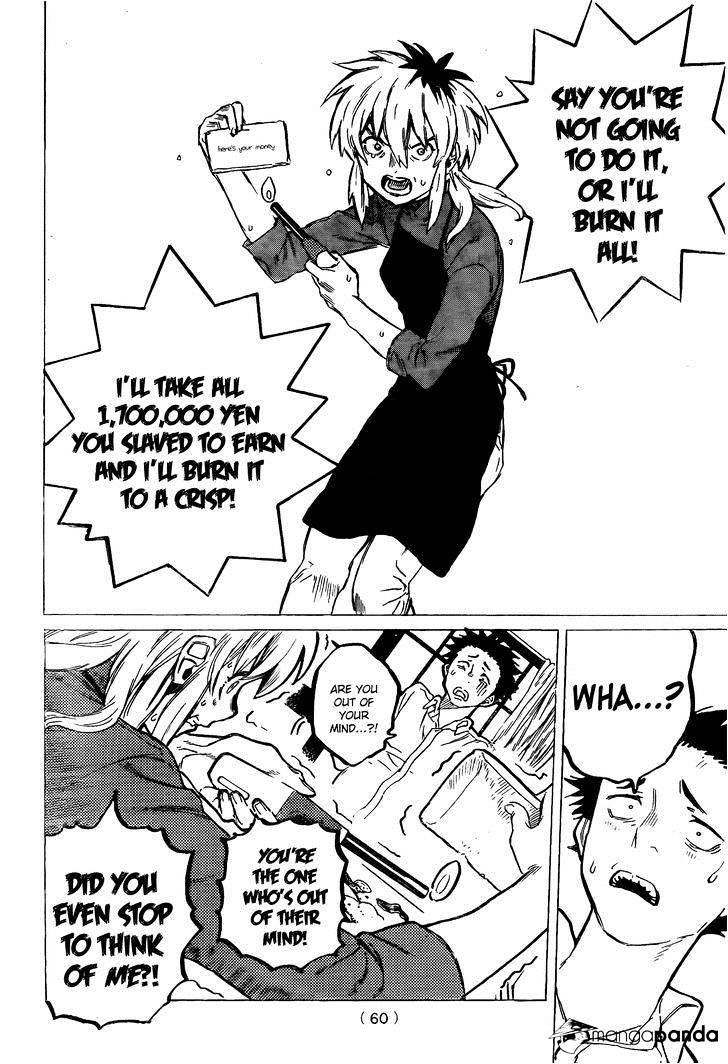 SAY YOU'RE
NOT GOING
TO DO IT,
OR I'LL
BURN IT
ALL!
here's your money
I'LL TAKE ALL
1,700,000 YEN
YOU SLAVED TO EARN
AND I'LL BURN IT
TO A CRISP!
WHA...?
ARE YOU
OUT OF
YOUR
MIND...?!
YOU'RE
THE ONE
WHO'S OUT
OF THEIR
MIND!
DID YOU
EVEN STOP
TO THINK
OF ME?!
( 60 )
mangapanda